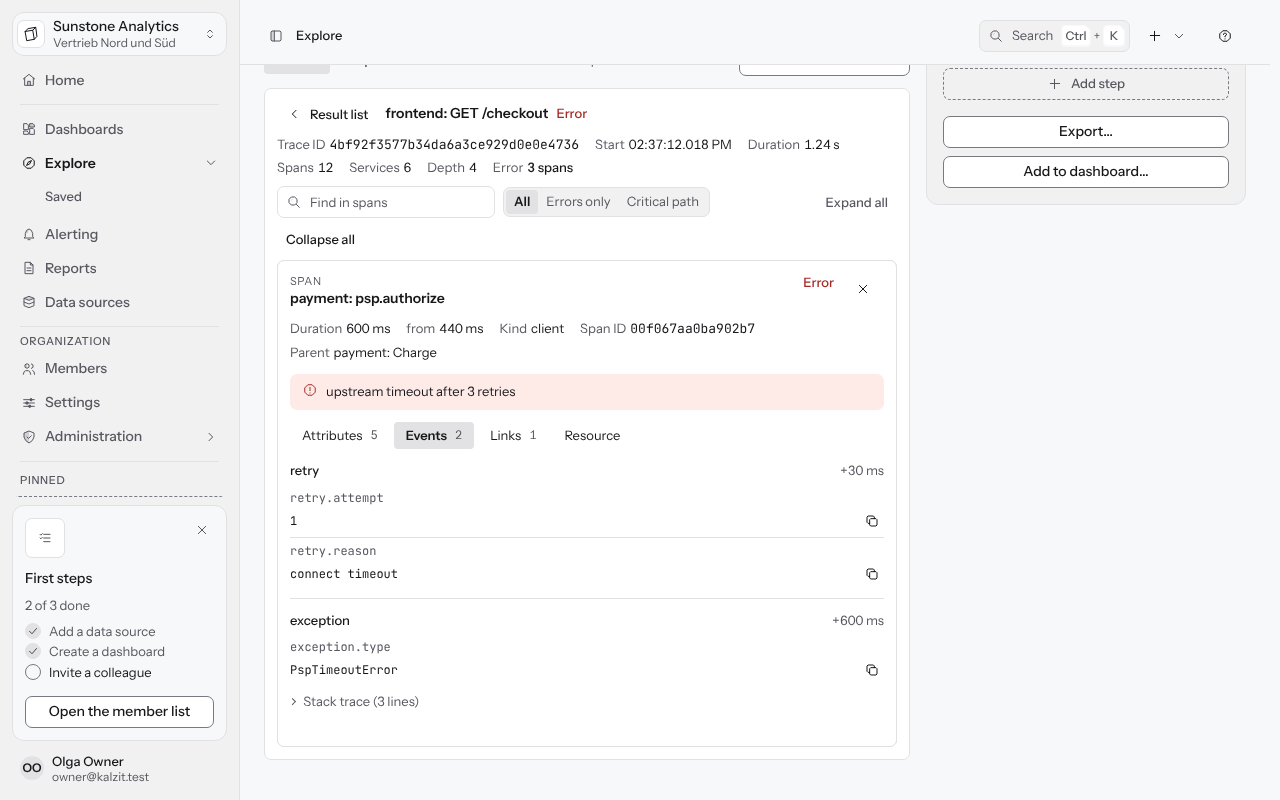 Sunstone Analytics
Vertrieb Nord und Süd
Home
Dashboards
Explore
Saved
Alerting
Reports
Data sources
ORGANIZATION
Members
Settings
Administration
PINNED
First steps
2 of 3 done
Add a data source
Create a dashboard
Invite a colleague
Open the member list
OO
Olga Owner
owner@kalzit.test
Explore
Search Ctrl + K
Result list frontend: GET /checkout Error
Trace ID 4bf92f3577b34da6a3ce929d0e0e4736 Start 02:37:12.018 PM Duration 1.24 s
Spans 12 Services 6 Depth 4 Error 3 spans
Find in spans All Errors only Critical path Expand all
Collapse all
SPAN
payment: psp.authorize
Error
Duration 600 ms from 440 ms Kind client Span ID 00f067aa0ba902b7
Parent payment: Charge
upstream timeout after 3 retries
Attributes 5 Events 2 Links 1 Resource
retry +30 ms
retry.attempt
1
retry.reason
connect timeout
exception +600 ms
exception.type
PspTimeoutError
Stack trace (3 lines)
Add step
Export...
Add to dashboard...